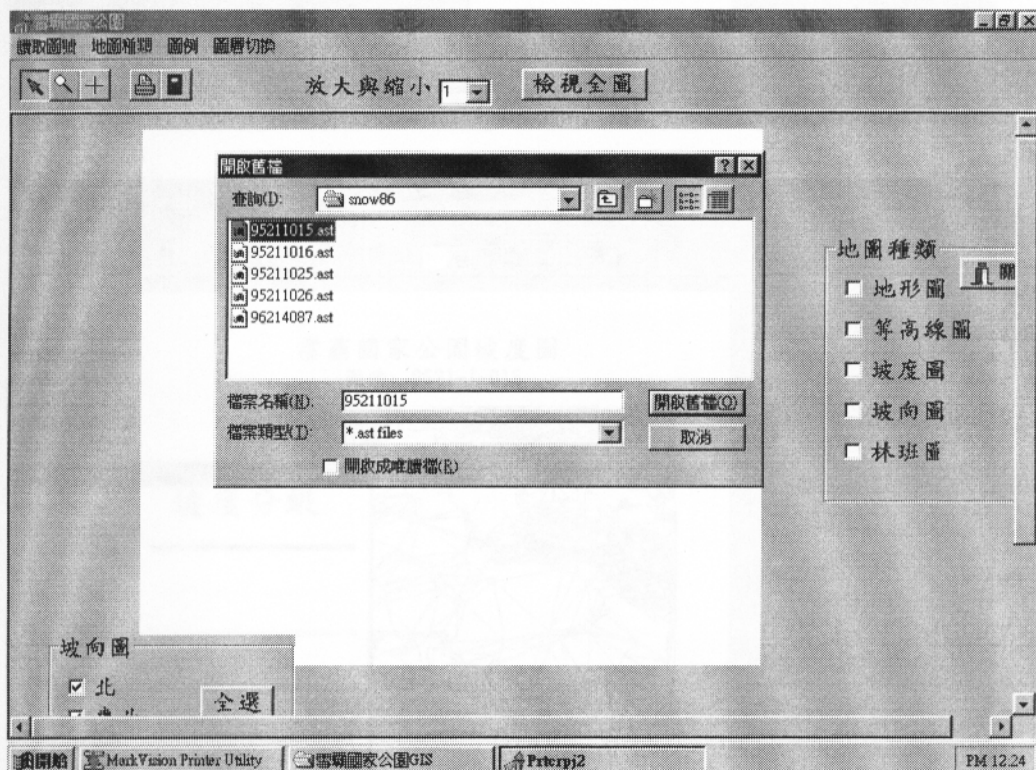 雪霸國家公園
讀取圖號 地圖種類 圖例 圖層切換
放大與縮小 1 檢視全圖
開啟舊檔
查詢(I): snow86
95211015.ast
95211016.ast
95211025.ast
95211026.ast
96214087.ast
檔案名稱(N): 95211015 開啟舊檔(O)
檔案類型(T): *.ast files 取消
開啟成唯讀檔(R)
地圖種類
地形圖
等高線圖
坡度圖
坡向圖
林班圖
坡向圖
北
全選
東北
開始 MarkVision Printer Utility 雪霸國家公園GIS Prtcrpj2 PM 12:24